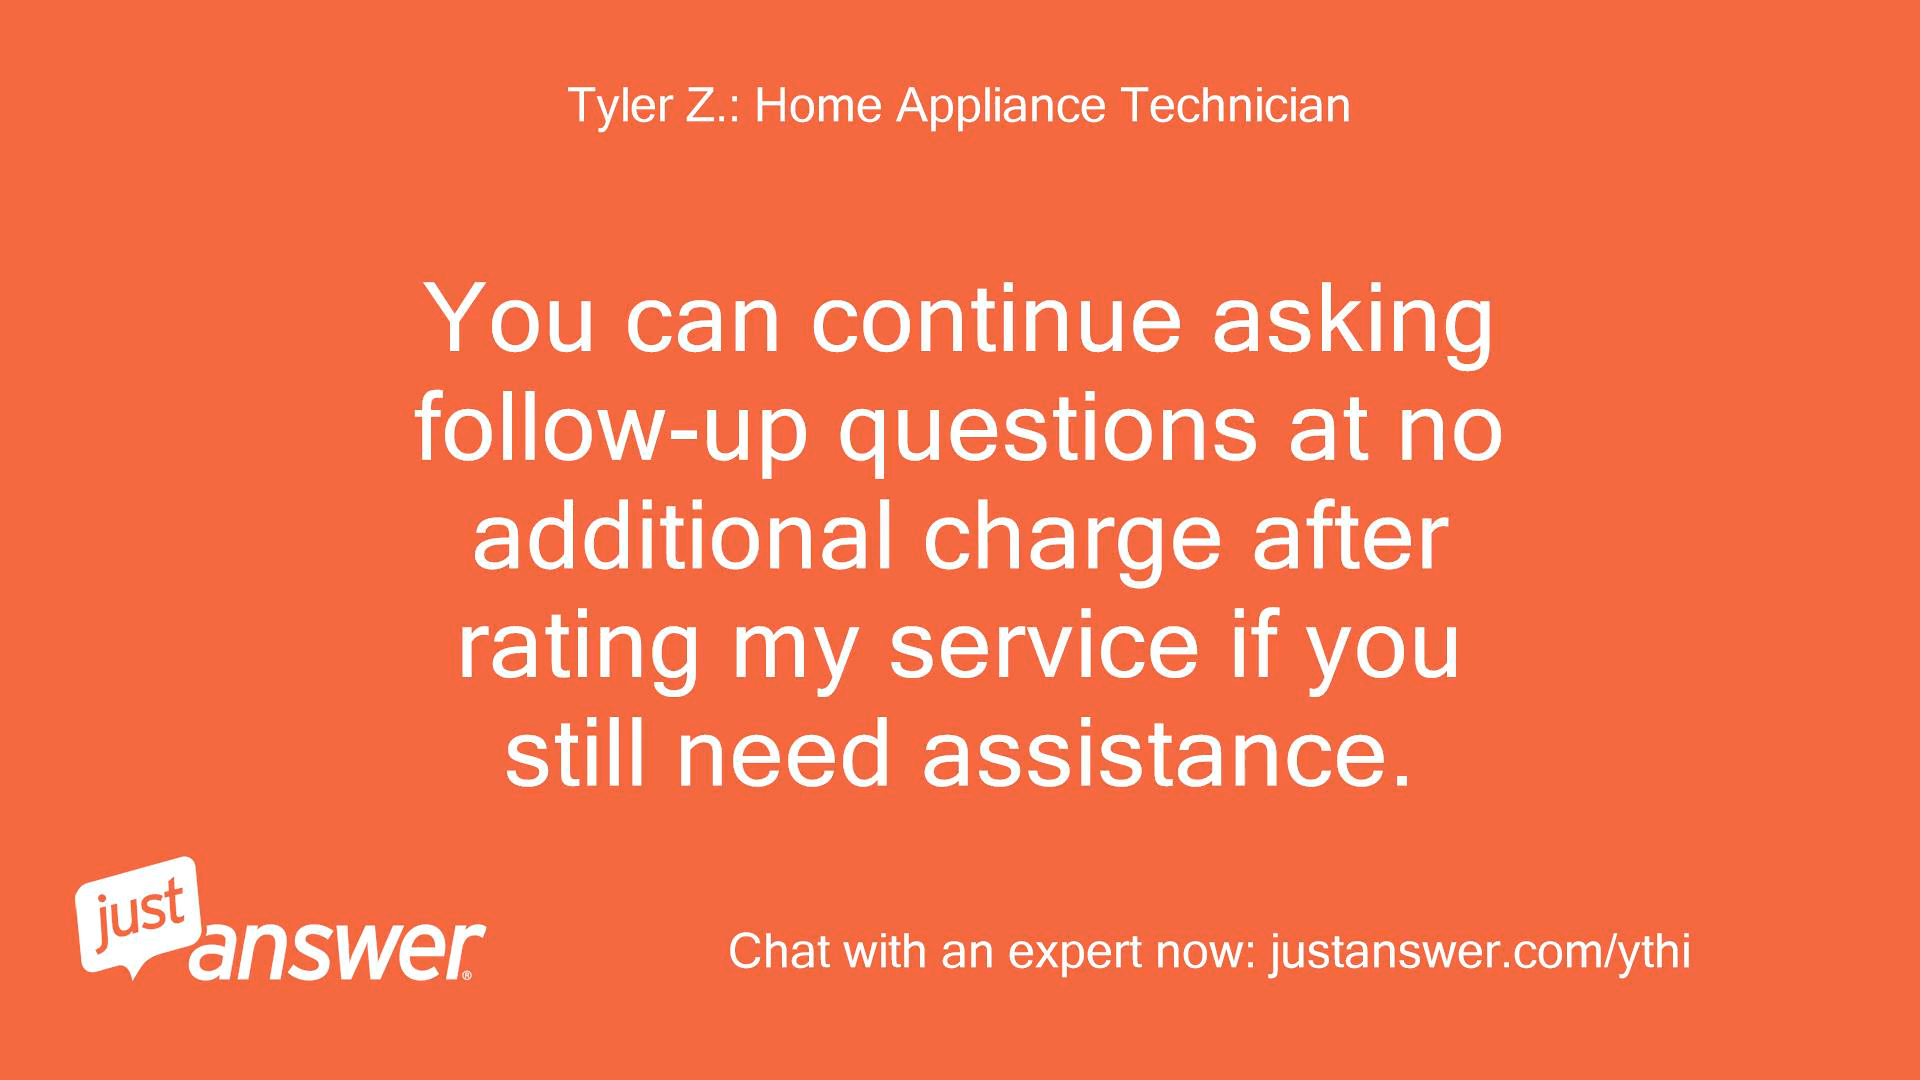 Tyler Z.: Home Appliance Technician
You can continue asking
follow-up questions at no
additional charge after
rating my service if you
still need assistance.
just
answer®
Chat with an expert now: justanswer.com/ythi